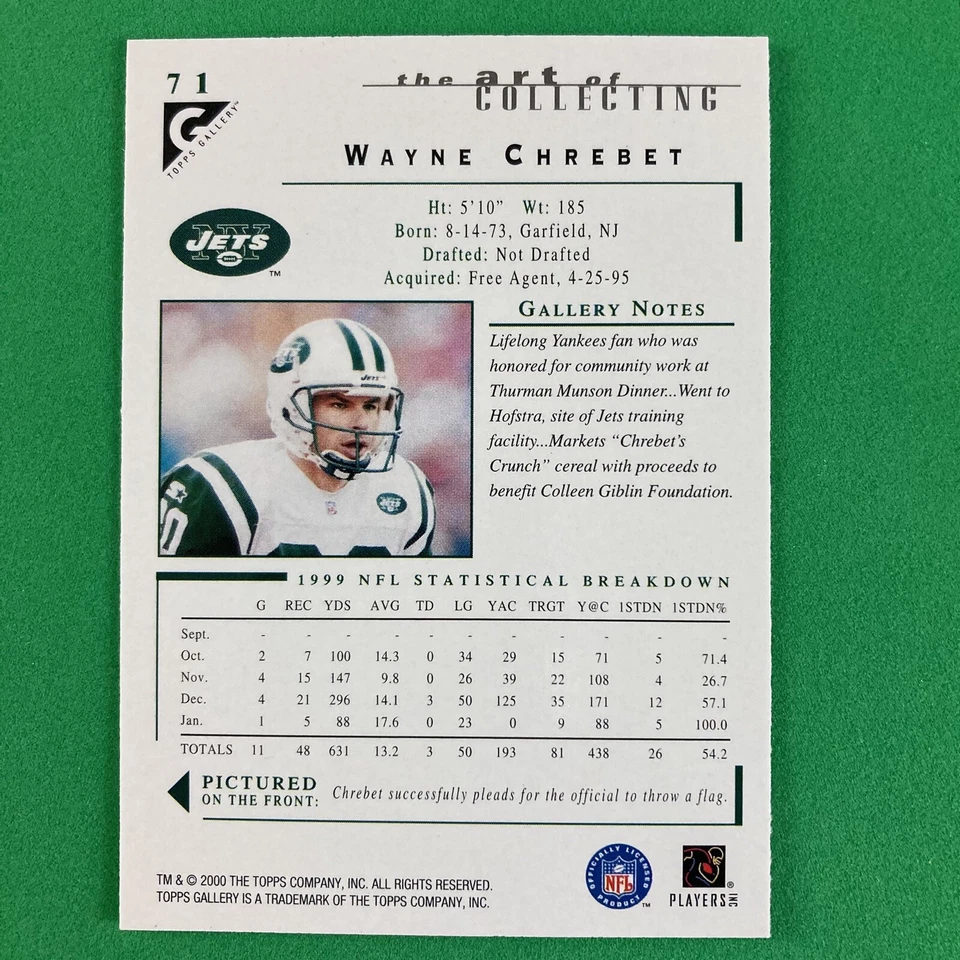 71
the art of
COLLECTING
G
TOPPS GALLERY™
WAYNE CHREBET
Ht: 5'10" Wt: 185
Born: 8-14-73, Garfield, NJ
Drafted: Not Drafted
Acquired: Free Agent, 4-25-95
NY
JETS
TM
GALLERY NOTES
Lifelong Yankees fan who was
honored for community work at
Thurman Munson Dinner...Went to
Hofstra, site of Jets training
facility...Markets “Chrebet's
Crunch” cereal with proceeds to
benefit Colleen Giblin Foundation.
JETS
JETS
1999 NFL STATISTICAL BREAKDOWN
G REC YDS AVG TD LG YAC TRGT Y@C 1STDN 1STDN%
Sept. - - - - - - - - - - -
Oct. 2 7 100 14.3 0 34 29 15 71 5 71.4
Nov. 4 15 147 9.8 0 26 39 22 108 4 26.7
Dec. 4 21 296 14.1 3 50 125 35 171 12 57.1
Jan. 1 5 88 17.6 0 23 0 9 88 5 100.0
TOTALS 11 48 631 13.2 3 50 193 81 438 26 54.2
PICTURED
ON THE FRONT: Chrebet successfully pleads for the official to throw a flag.
TM & © 2000 THE TOPPS COMPANY, INC. ALL RIGHTS RESERVED.
TOPPS GALLERY IS A TRADEMARK OF THE TOPPS COMPANY, INC.
OFFICIALLY LICENSED
NFL
PRODUCT
TM
PLAYERS INC®